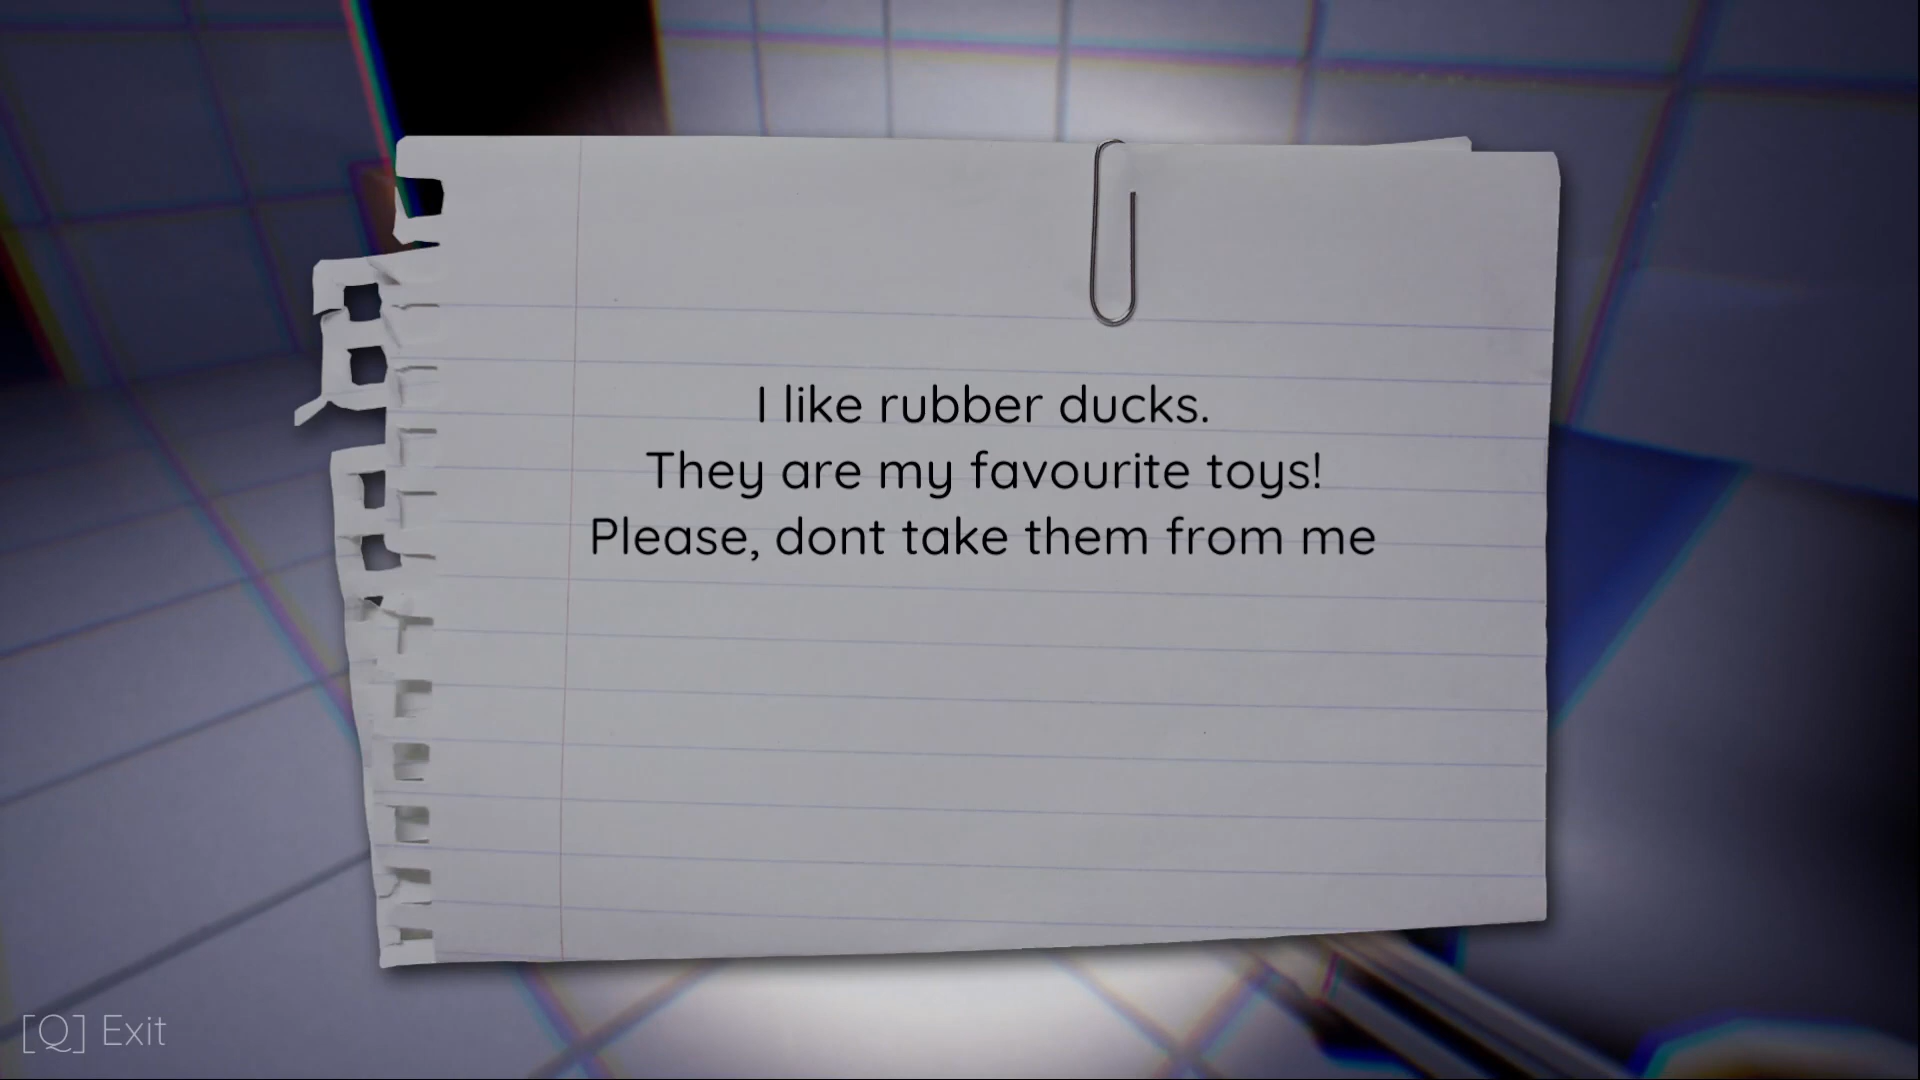 I like rubber ducks.
They are my favourite toys!
Please, dont take them from me
[Q] Exit